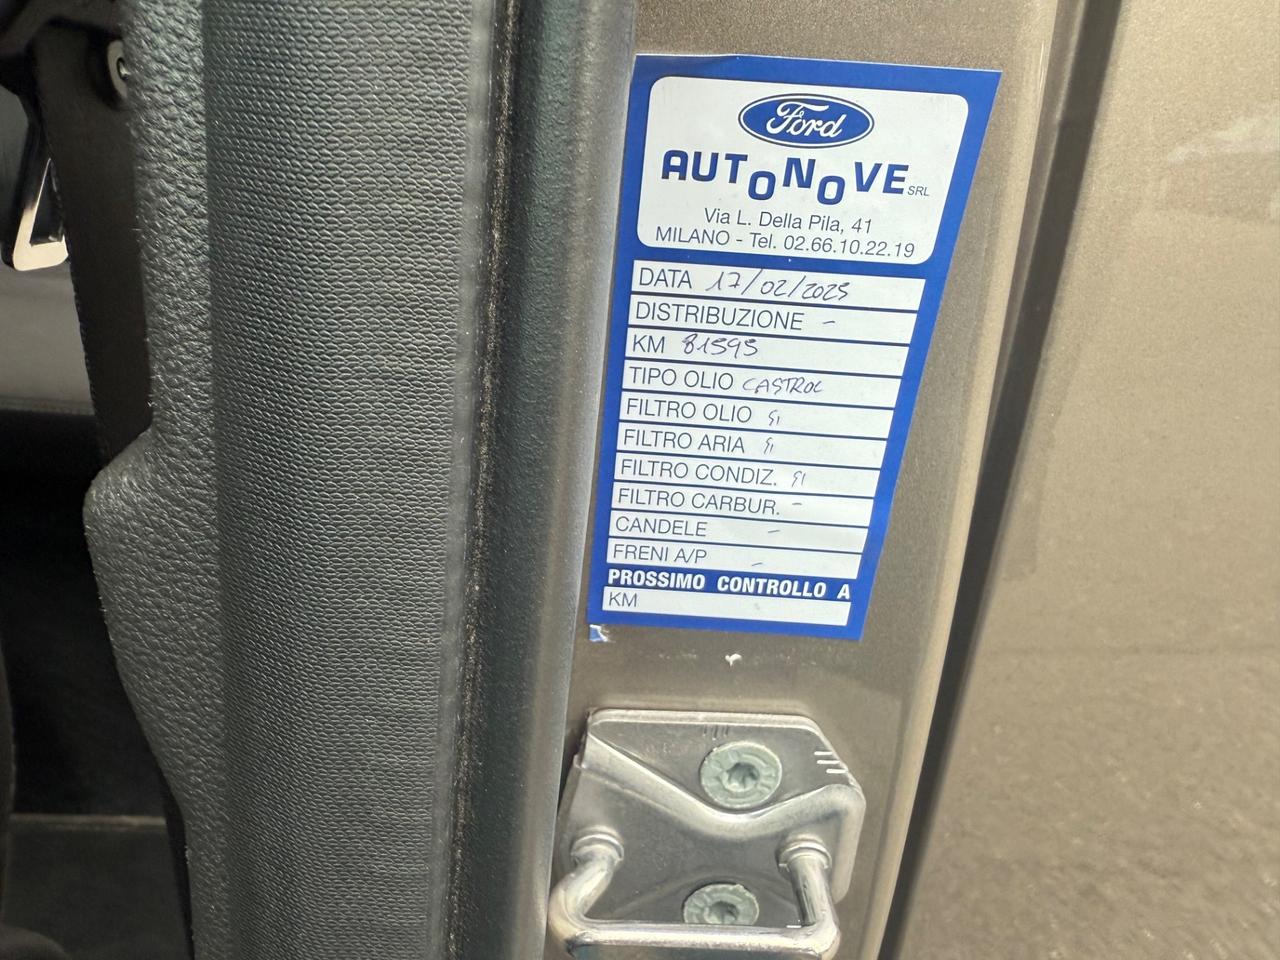 Ford
AUTONOVE SRL
Via L. Della Pila, 41
MILANO - Tel. 02.66.10.22.19
DATA 17/02/2025
DISTRIBUZIONE -
KM 81595
TIPO OLIO CASTROL
FILTRO OLIO SI
FILTRO ARIA SI
FILTRO CONDIZ. SI
FILTRO CARBUR. -
CANDELE -
FRENI A/P -
PROSSIMO CONTROLLO A
KM